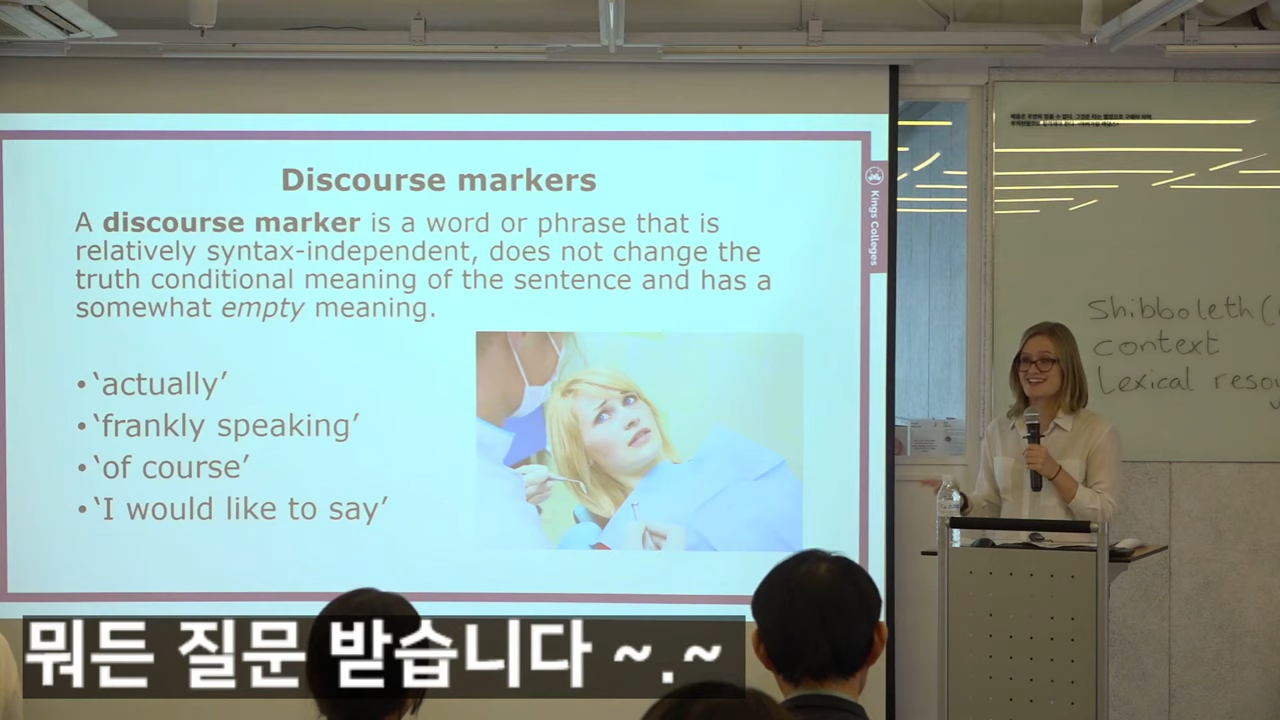 Discourse markers
A discourse marker is a word or phrase that is
relatively syntax-independent, does not change the
truth conditional meaning of the sentence and has a
somewhat empty meaning.
•‘actually’
•‘frankly speaking’
•‘of course’
•‘I would like to say’
Kings Colleges
Shibboleth (
context
Lexical
뭐든 질문 받습니다 ~.~